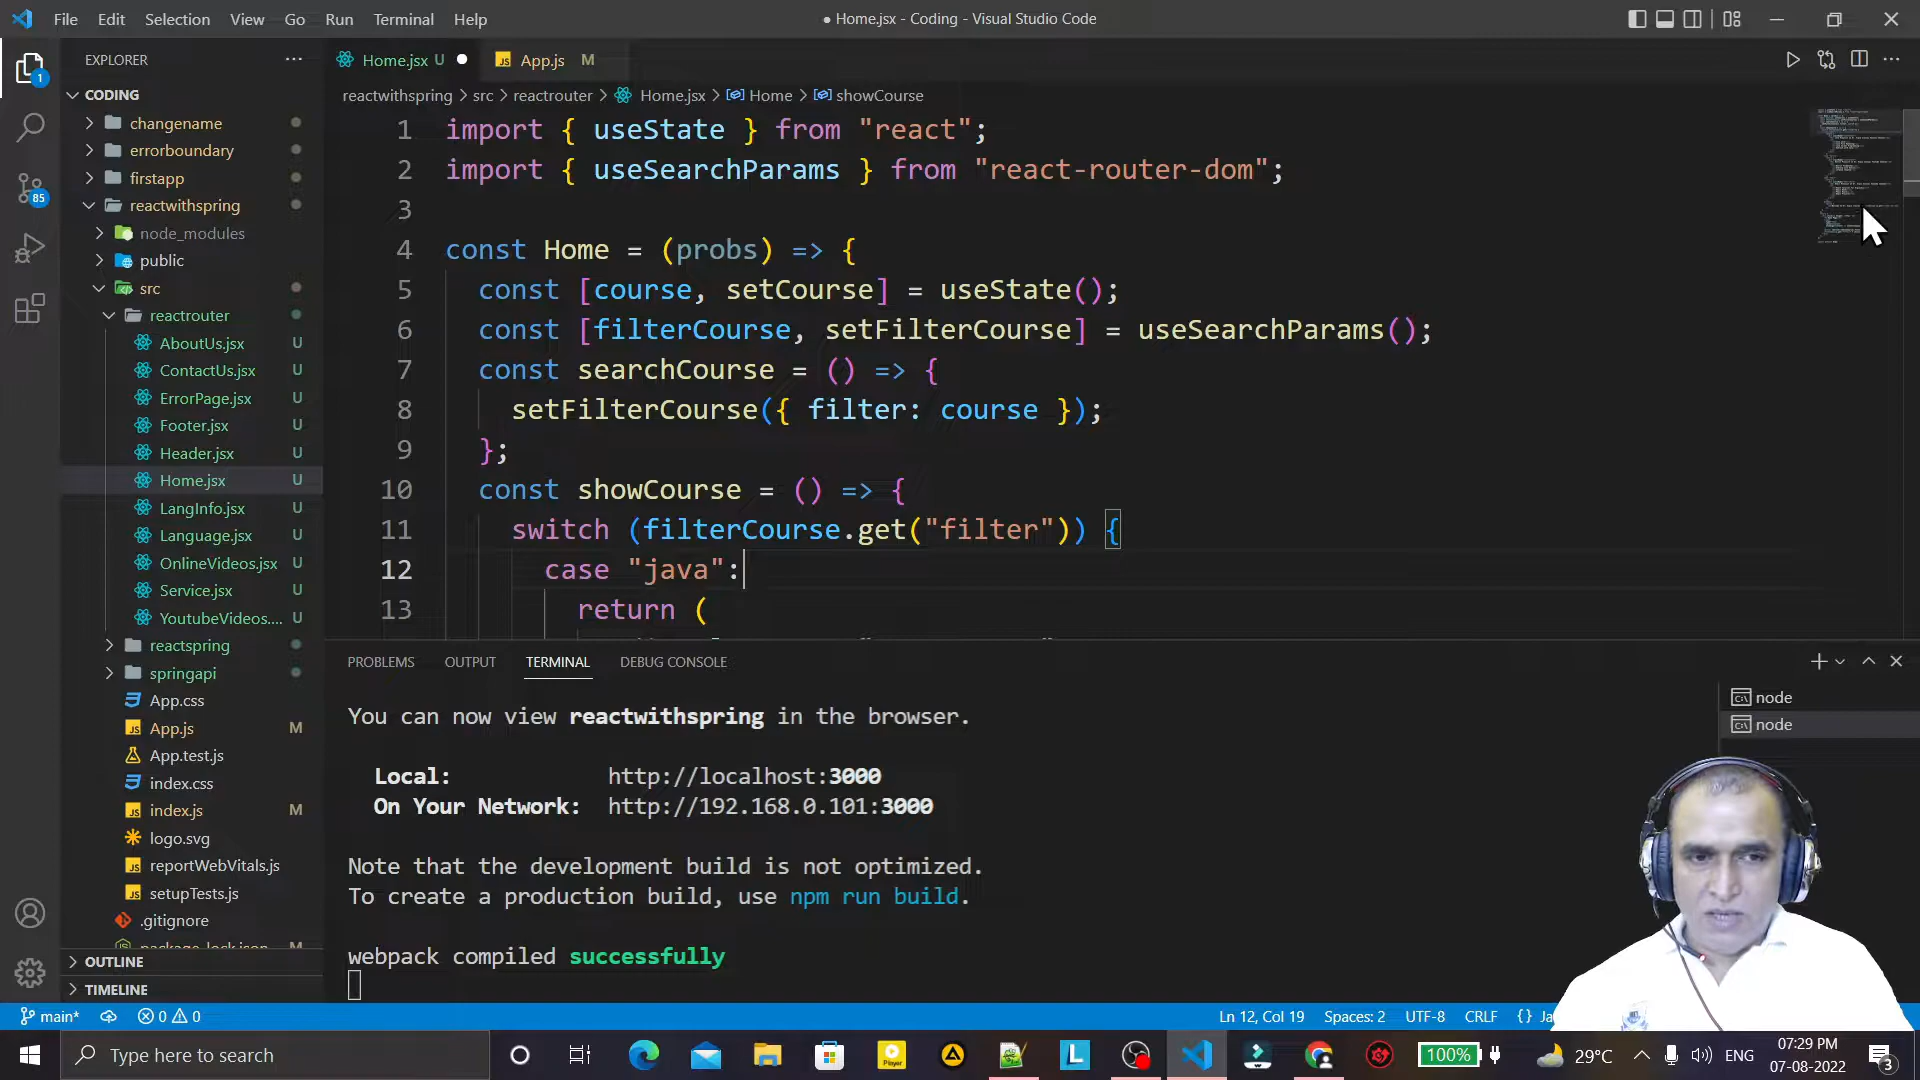 File Edit Selection View Go Run Terminal Help
● Home.jsx - Coding - Visual Studio Code
EXPLORER
CODING
changename
errorboundary
firstapp
reactwithspring
node_modules
public
src
reactrouter
AboutUs.jsx U
ContactUs.jsx U
ErrorPage.jsx U
Footer.jsx U
Header.jsx U
Home.jsx U
LangInfo.jsx U
Language.jsx U
OnlineVideos.jsx U
Service.jsx U
YoutubeVideos.... U
reactspring
springapi
App.css
App.js M
App.test.js
index.css
index.js M
logo.svg
reportWebVitals.js
setupTests.js
.gitignore
package-lock.json M
OUTLINE
TIMELINE
1
85
Home.jsx U ●
App.js M
reactwithspring > src > reactrouter > Home.jsx > Home > showCourse
1 import { useState } from "react";
2 import { useSearchParams } from "react-router-dom";
3
4 const Home = (probs) => {
5 const [course, setCourse] = useState();
6 const [filterCourse, setFilterCourse] = useSearchParams();
7 const searchCourse = () => {
8 setFilterCourse({ filter: course });
9 };
10 const showCourse = () => {
11 switch (filterCourse.get("filter")) {
12 case "java":
13 return (
PROBLEMS OUTPUT TERMINAL DEBUG CONSOLE
node
node
You can now view reactwithspring in the browser.
Local: http://localhost:3000
On Your Network: http://192.168.0.101:3000
Note that the development build is not optimized.
To create a production build, use npm run build.
webpack compiled successfully
main* 0 0
Ln 12, Col 19 Spaces: 2 UTF-8 CRLF {}
Type here to search
Player
L
100%
29°C
ENG
07:29 PM
07-08-2022
3